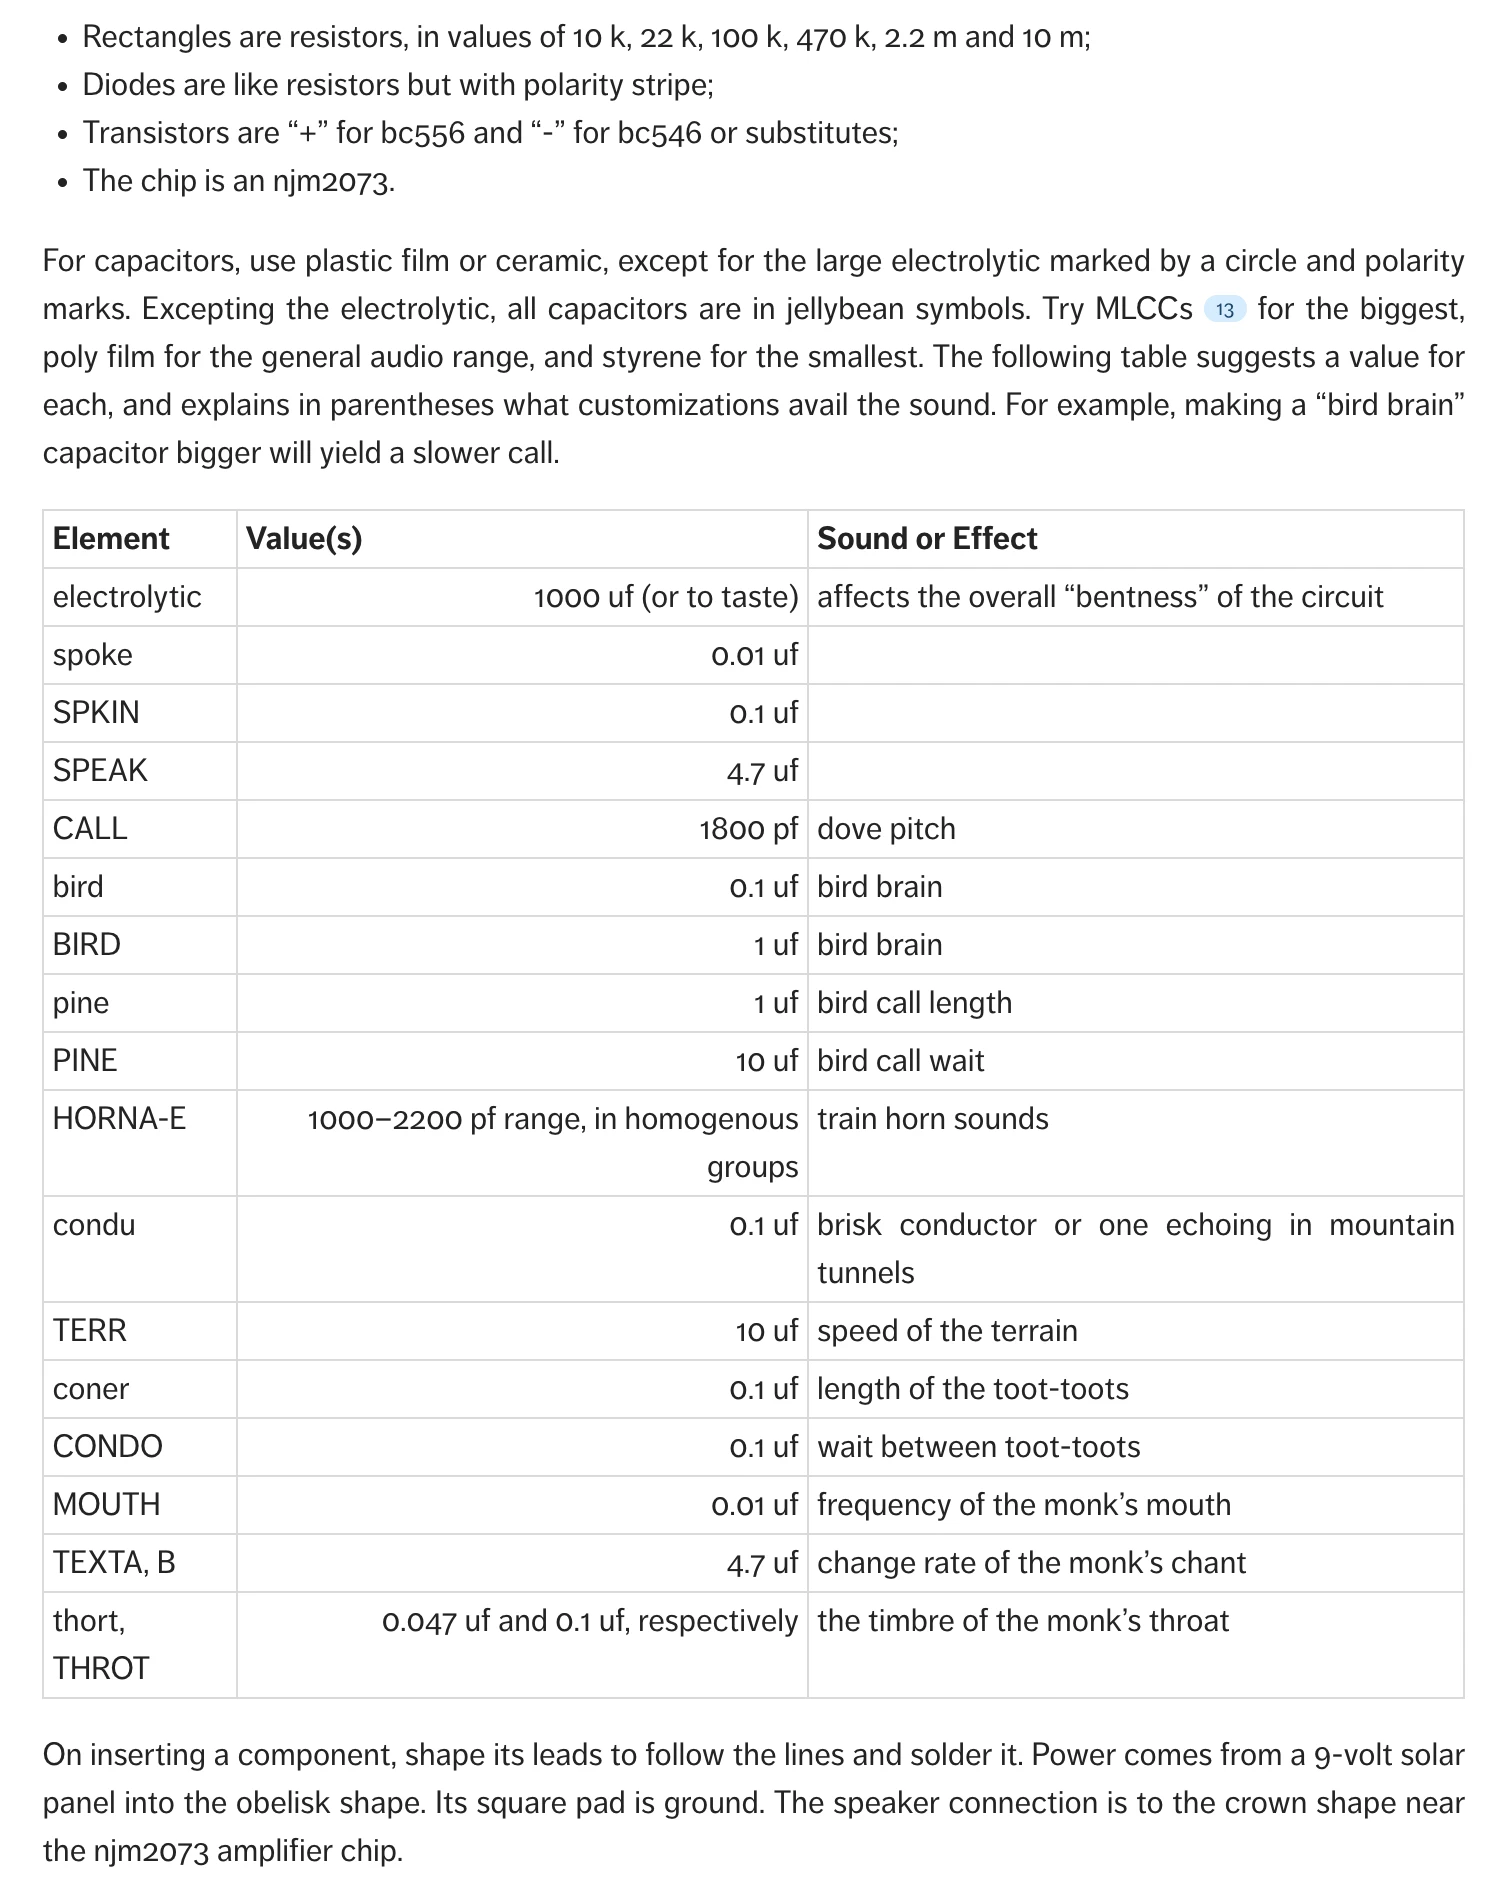 • Rectangles are resistors, in values of 10 k, 22 k, 100 k, 470 k, 2.2 m and 10 m;
• Diodes are like resistors but with polarity stripe;
• Transistors are “+” for bc556 and “-” for bc546 or substitutes;
• The chip is an njm2073.
For capacitors, use plastic film or ceramic, except for the large electrolytic marked by a circle and polarity
marks. Excepting the electrolytic, all capacitors are in jellybean symbols. Try MLCCs 13 for the biggest,
poly film for the general audio range, and styrene for the smallest. The following table suggests a value for
each, and explains in parentheses what customizations avail the sound. For example, making a “bird brain”
capacitor bigger will yield a slower call.
Element Value(s) Sound or Effect
electrolytic 1000 uf (or to taste) affects the overall “bentness” of the circuit
spoke 0.01 uf
SPKIN 0.1 uf
SPEAK 4.7 uf
CALL 1800 pf dove pitch
bird 0.1 uf bird brain
BIRD 1 uf bird brain
pine 1 uf bird call length
PINE 10 uf bird call wait
HORNA-E 1000–2200 pf range, in homogenous train horn sounds
groups
condu 0.1 uf brisk conductor or one echoing in mountain
tunnels
TERR 10 uf speed of the terrain
coner 0.1 uf length of the toot-toots
CONDO 0.1 uf wait between toot-toots
MOUTH 0.01 uf frequency of the monk’s mouth
TEXTA, B 4.7 uf change rate of the monk’s chant
thort, 0.047 uf and 0.1 uf, respectively the timbre of the monk’s throat
THROT
On inserting a component, shape its leads to follow the lines and solder it. Power comes from a 9-volt solar
panel into the obelisk shape. Its square pad is ground. The speaker connection is to the crown shape near
the njm2073 amplifier chip.